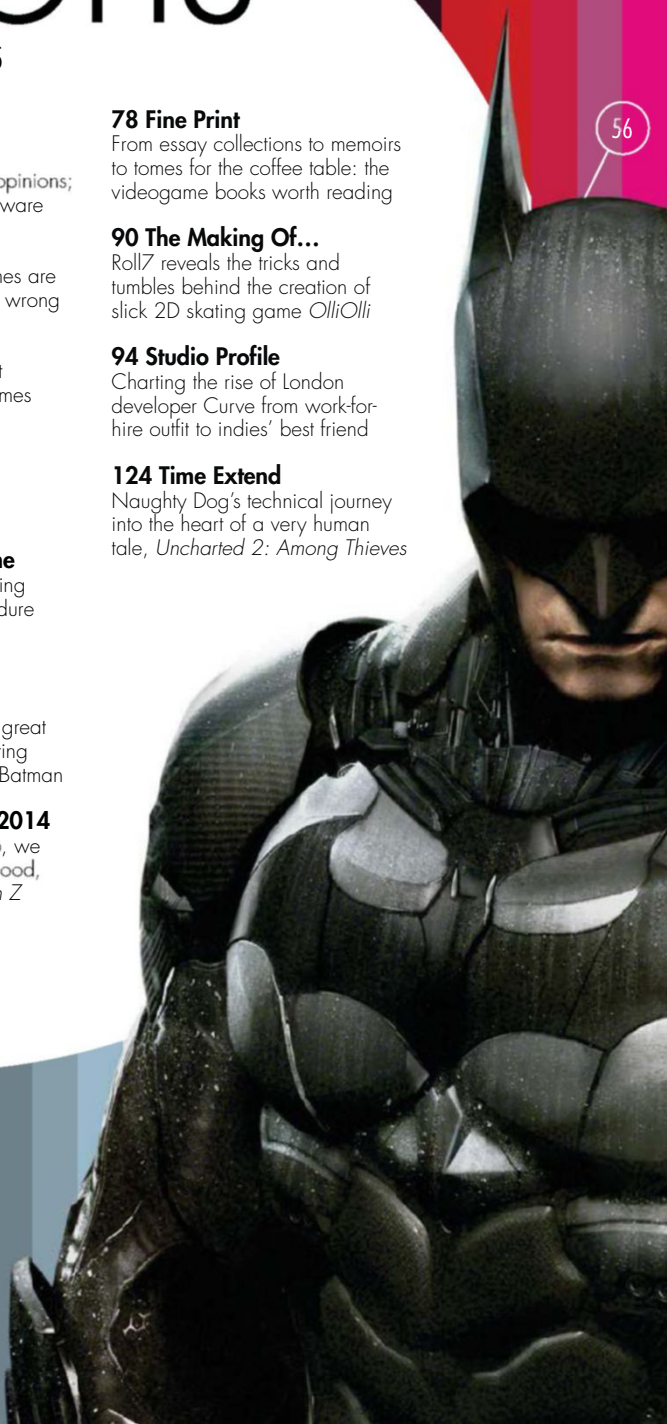 opinions;
ware
nes are
wrong
mes
ne
ing
dure
great
ing
Batman
2014
, we
ood,
Z
78 Fine Print
From essay collections to memoirs
to tomes for the coffee table: the
videogame books worth reading
90 The Making Of…
Roll7 reveals the tricks and
tumbles behind the creation of
slick 2D skating game OlliOlli
94 Studio Profile
Charting the rise of London
developer Curve from work-for-
hire outfit to indies’ best friend
124 Time Extend
Naughty Dog’s technical journey
into the heart of a very human
tale, Uncharted 2: Among Thieves
56